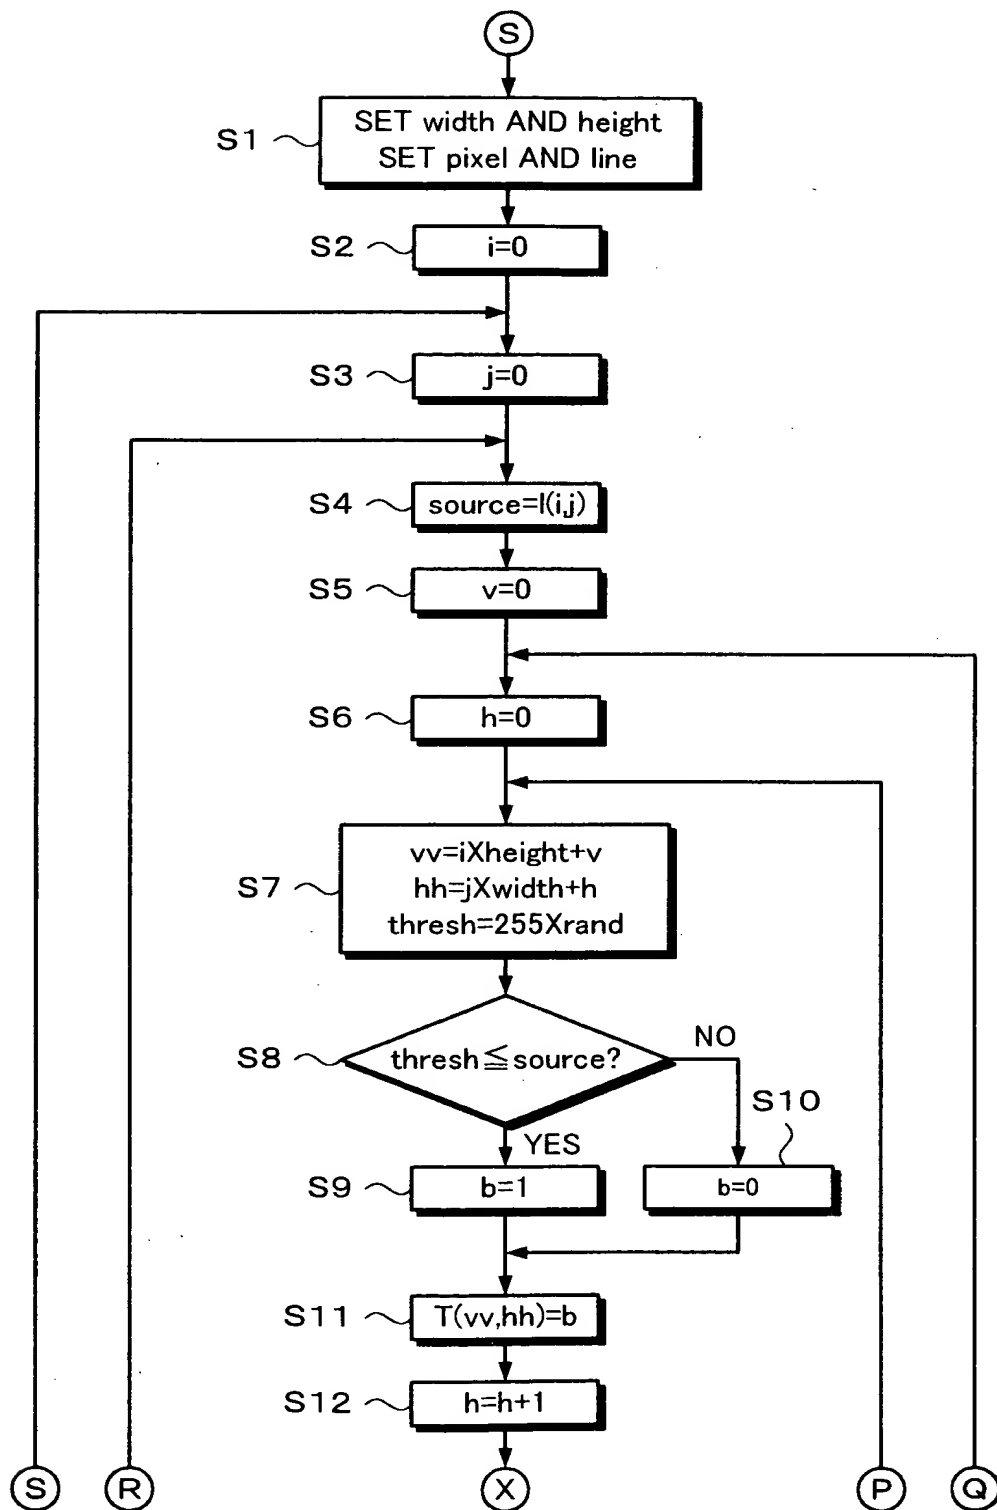 S
S1
SET width AND height
SET pixel AND line
S2
i=0
S3
j=0
S4
source=I(i,j)
S5
v=0
S6
h=0
S7
vv=iXheight+v
hh=jXwidth+h
thresh=255Xrand
S8
thresh≦source?
NO
YES
S10
S9
b=1
b=0
S11
T(vv,hh)=b
S12
h=h+1
S
R
X
P
Q